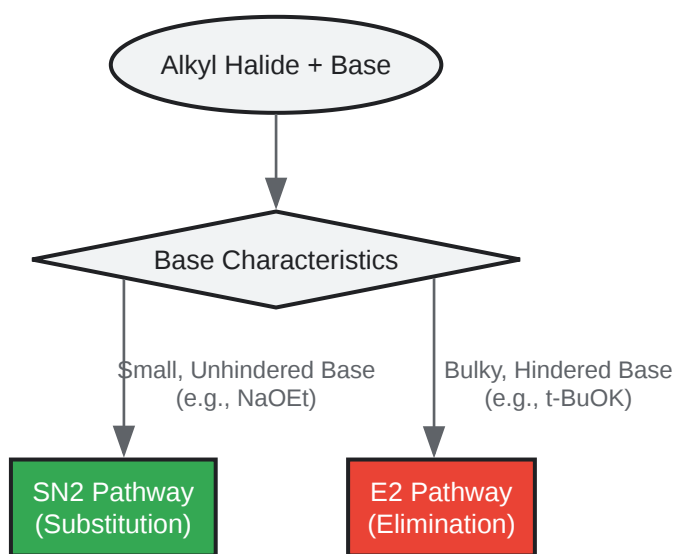 Alkyl Halide + Base
Base Characteristics
Small, Unhindered Base
(e.g., NaOEt)
Bulky, Hindered Base
(e.g., t-BuOK)
SN2 Pathway
(Substitution)
E2 Pathway
(Elimination)